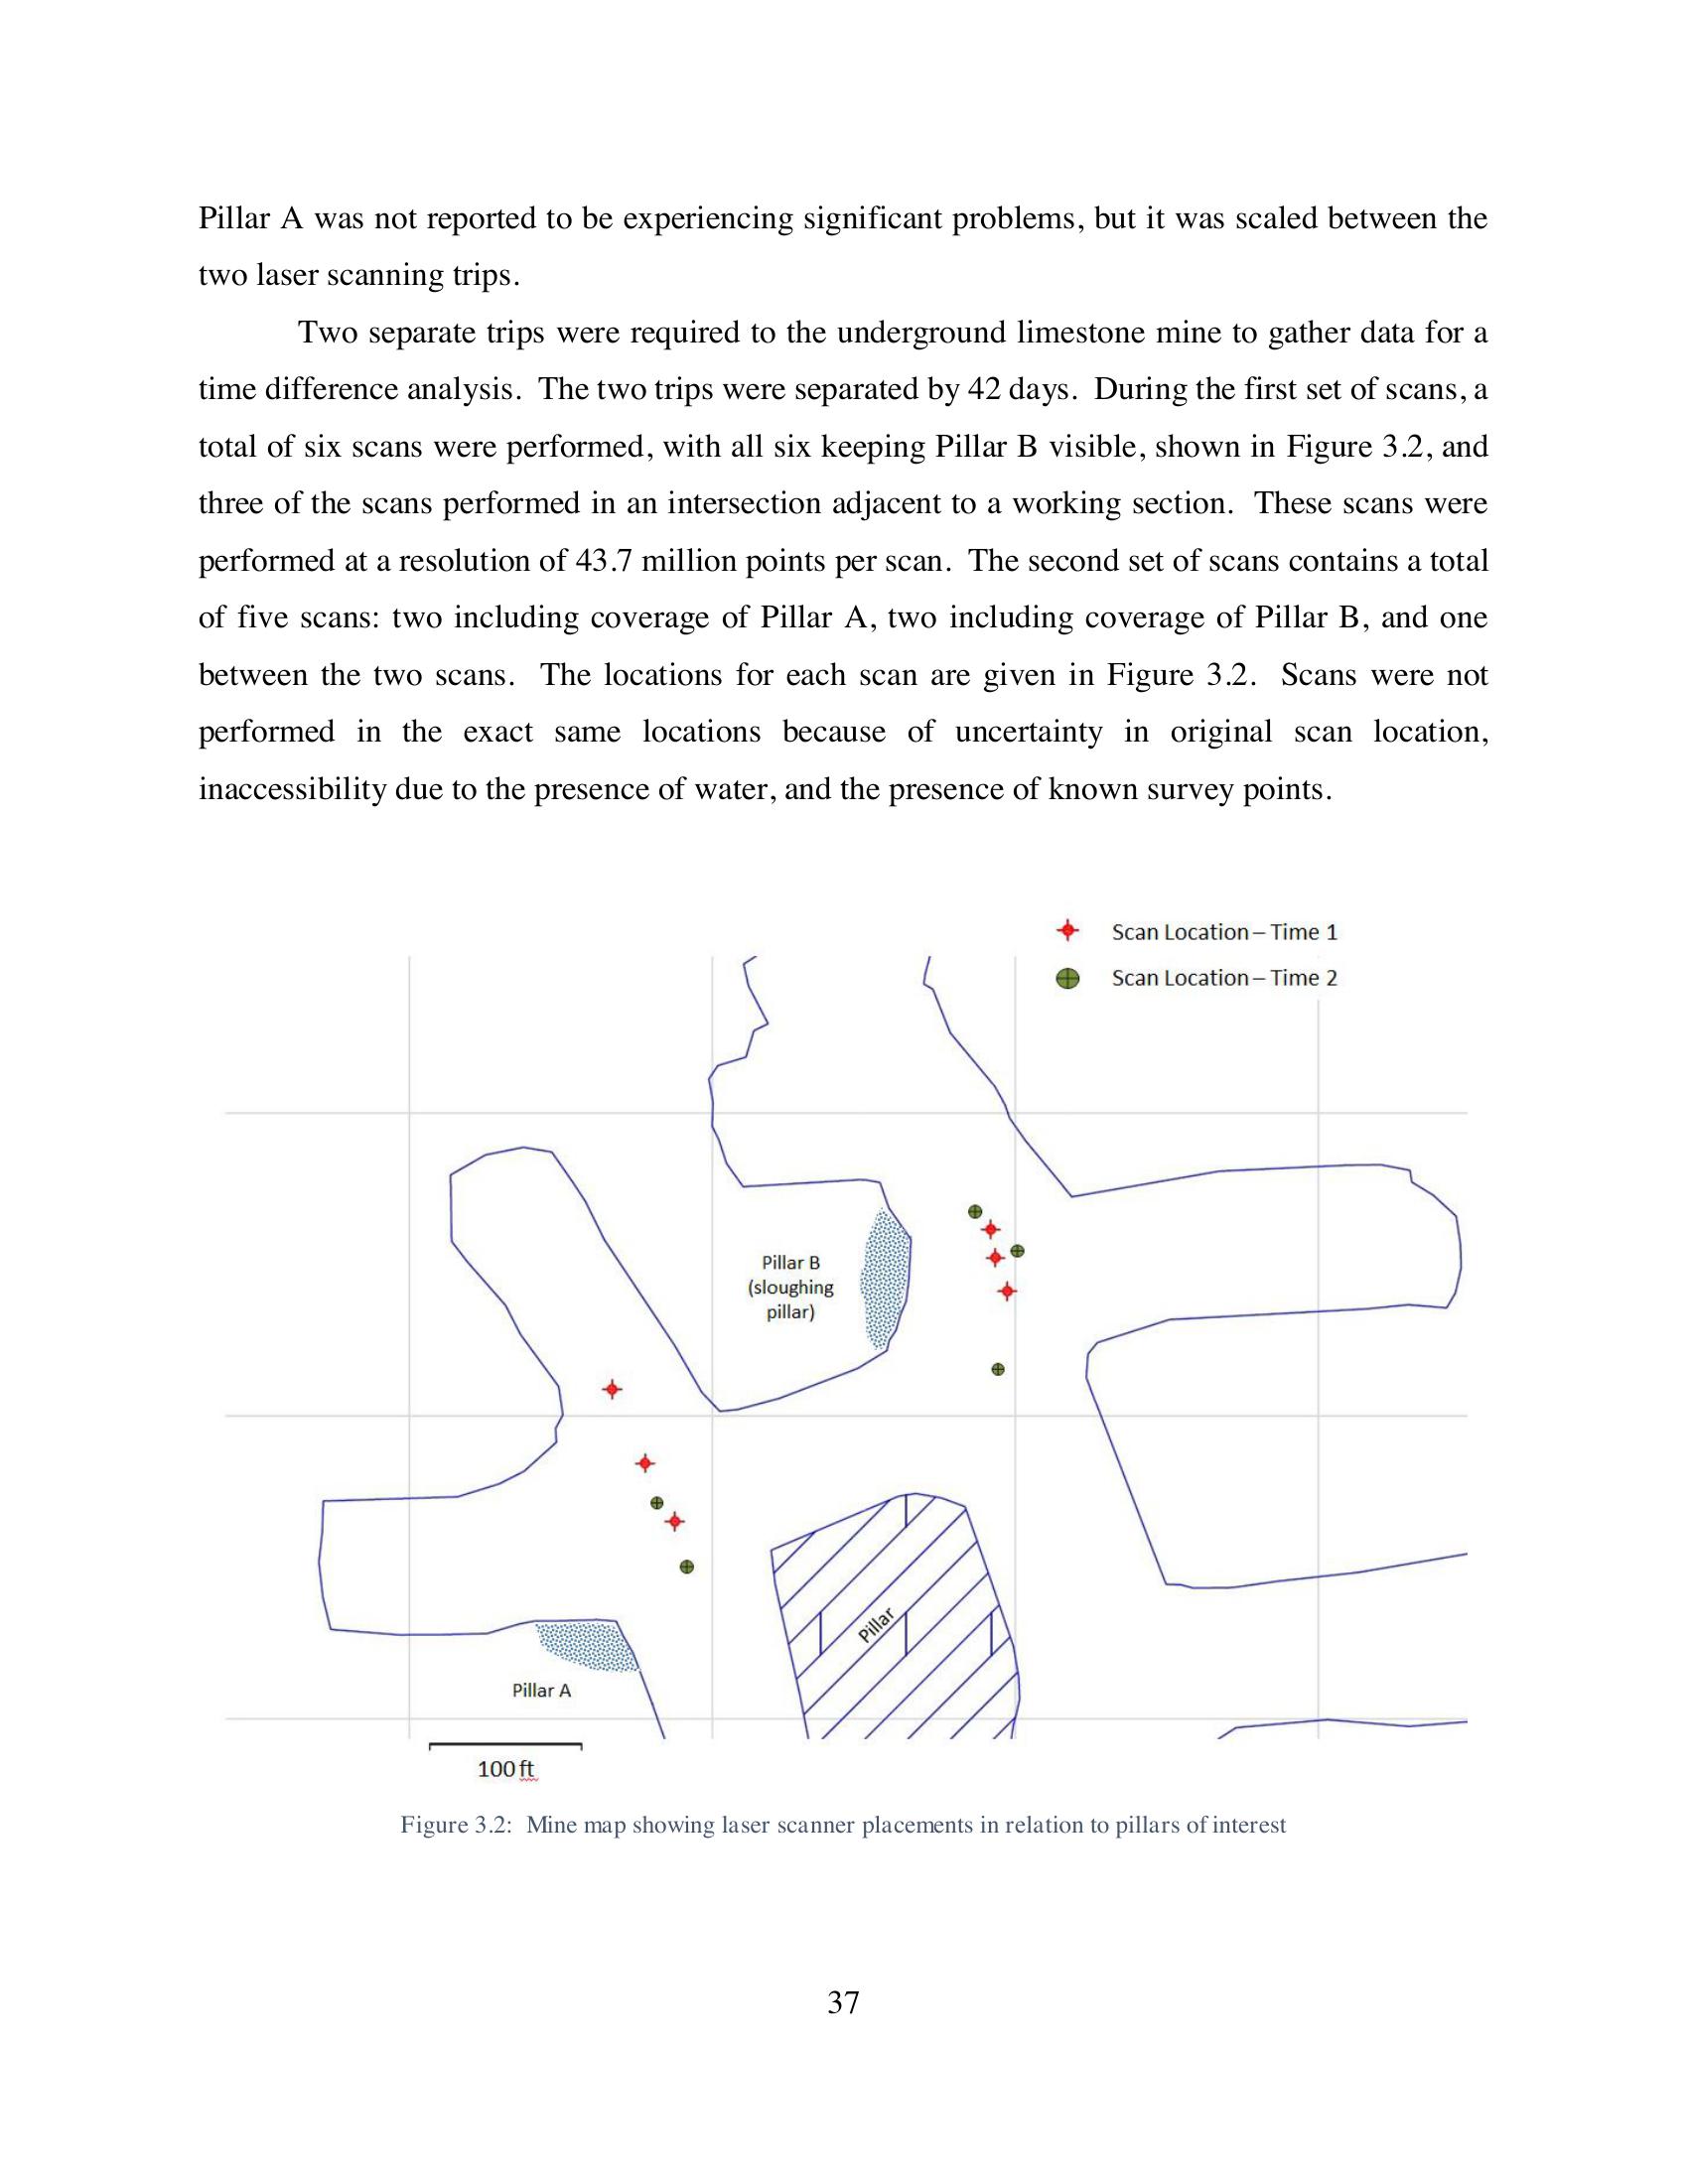 Pillar A was not reported to be experiencing significant problems, but it was scaled between the
two laser scanning trips.
Two separate trips were required to the underground limestone mine to gather data for a
time difference analysis.  The two trips were separated by 42 days.  During the first set of scans, a
total of six scans were performed, with all six keeping Pillar B visible, shown in Figure 3.2, and
three of the scans performed in an intersection adjacent to a working section.  These scans were
performed at a resolution of 43.7 million points per scan.  The second set of scans contains a total
of five scans: two including coverage of Pillar A, two including coverage of Pillar B, and one
between the two scans.  The locations for each scan are given in Figure 3.2.  Scans were not
performed in the exact same locations because of uncertainty in original scan location,
inaccessibility due to the presence of water, and the presence of known survey points.
Scan Location – Time 1
Scan Location – Time 2
Pillar B
(sloughing
pillar)
Pillar
Pillar A
100 ft
Figure 3.2:  Mine map showing laser scanner placements in relation to pillars of interest
37